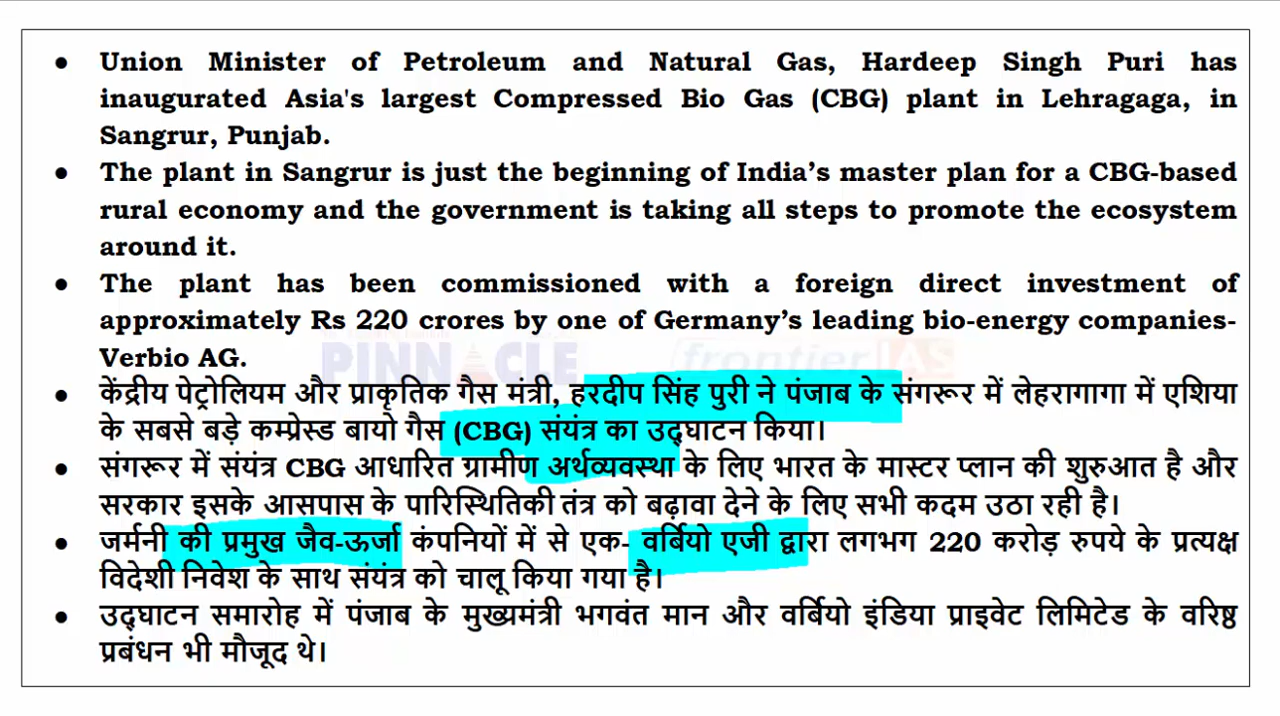 ● Union Minister of Petroleum and Natural Gas, Hardeep Singh Puri has
inaugurated Asia's largest Compressed Bio Gas (CBG) plant in Lehragaga, in
Sangrur, Punjab.
● The plant in Sangrur is just the beginning of India’s master plan for a CBG-based
rural economy and the government is taking all steps to promote the ecosystem
around it.
● The plant has been commissioned with a foreign direct investment of
approximately Rs 220 crores by one of Germany’s leading bio-energy companies-
Verbio AG.
PINNACLE frontier IAS
● केंद्रीय पेट्रोलियम और प्राकृतिक गैस मंत्री, हरदीप सिंह पुरी ने पंजाब के संगरूर में लेहरागागा में एशिया
के सबसे बड़े कम्प्रेस्ड बायो गैस (CBG) संयंत्र का उद्घाटन किया।
● संगरूर में संयंत्र CBG आधारित ग्रामीण अर्थव्यवस्था के लिए भारत के मास्टर प्लान की शुरुआत है और
सरकार इसके आसपास के पारिस्थितिकी तंत्र को बढ़ावा देने के लिए सभी कदम उठा रही है।
● जर्मनी की प्रमुख जैव-ऊर्जा कंपनियों में से एक- वर्बियो एजी द्वारा लगभग 220 करोड़ रुपये के प्रत्यक्ष
विदेशी निवेश के साथ संयंत्र को चालू किया गया है।
● उद्घाटन समारोह में पंजाब के मुख्यमंत्री भगवंत मान और वर्बियो इंडिया प्राइवेट लिमिटेड के वरिष्ठ
प्रबंधन भी मौजूद थे।